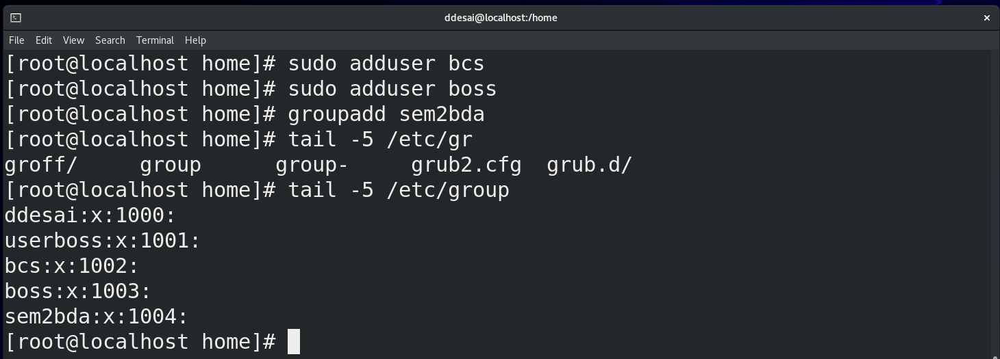 ddesai@localhost:/home
File Edit View Search Terminal Help
[root@localhost home]# sudo adduser bcs
[root@localhost home]# sudo adduser boss
[root@localhost home]# groupadd sem2bda
[root@localhost home]# tail -5 /etc/gr
groff/     group      group-     grub2.cfg  grub.d/
[root@localhost home]# tail -5 /etc/group
ddesai:x:1000:
userboss:x:1001:
bcs:x:1002:
boss:x:1003:
sem2bda:x:1004:
[root@localhost home]#